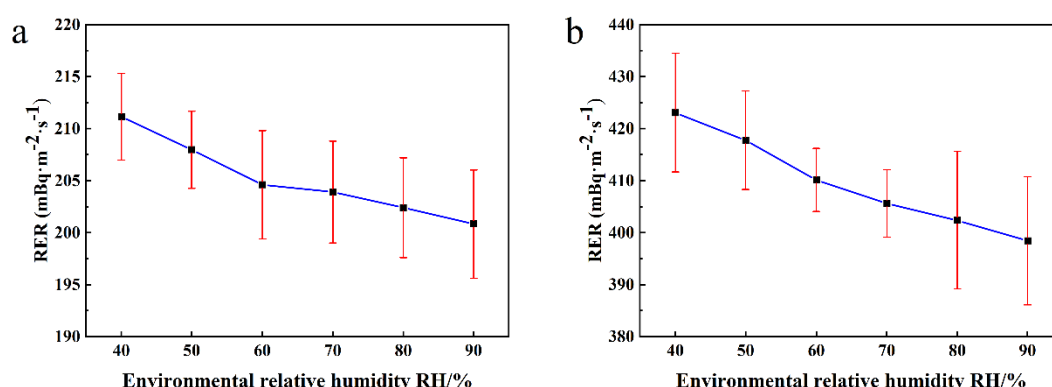 a
RER (mBq·m⁻²·s⁻¹)
220
215
210
205
200
195
190
40 50 60 70 80 90
Environmental relative humidity RH/%
b
RER (mBq·m⁻²·s⁻¹)
440
430
420
410
400
390
380
40 50 60 70 80 90
Environmental relative humidity RH/%